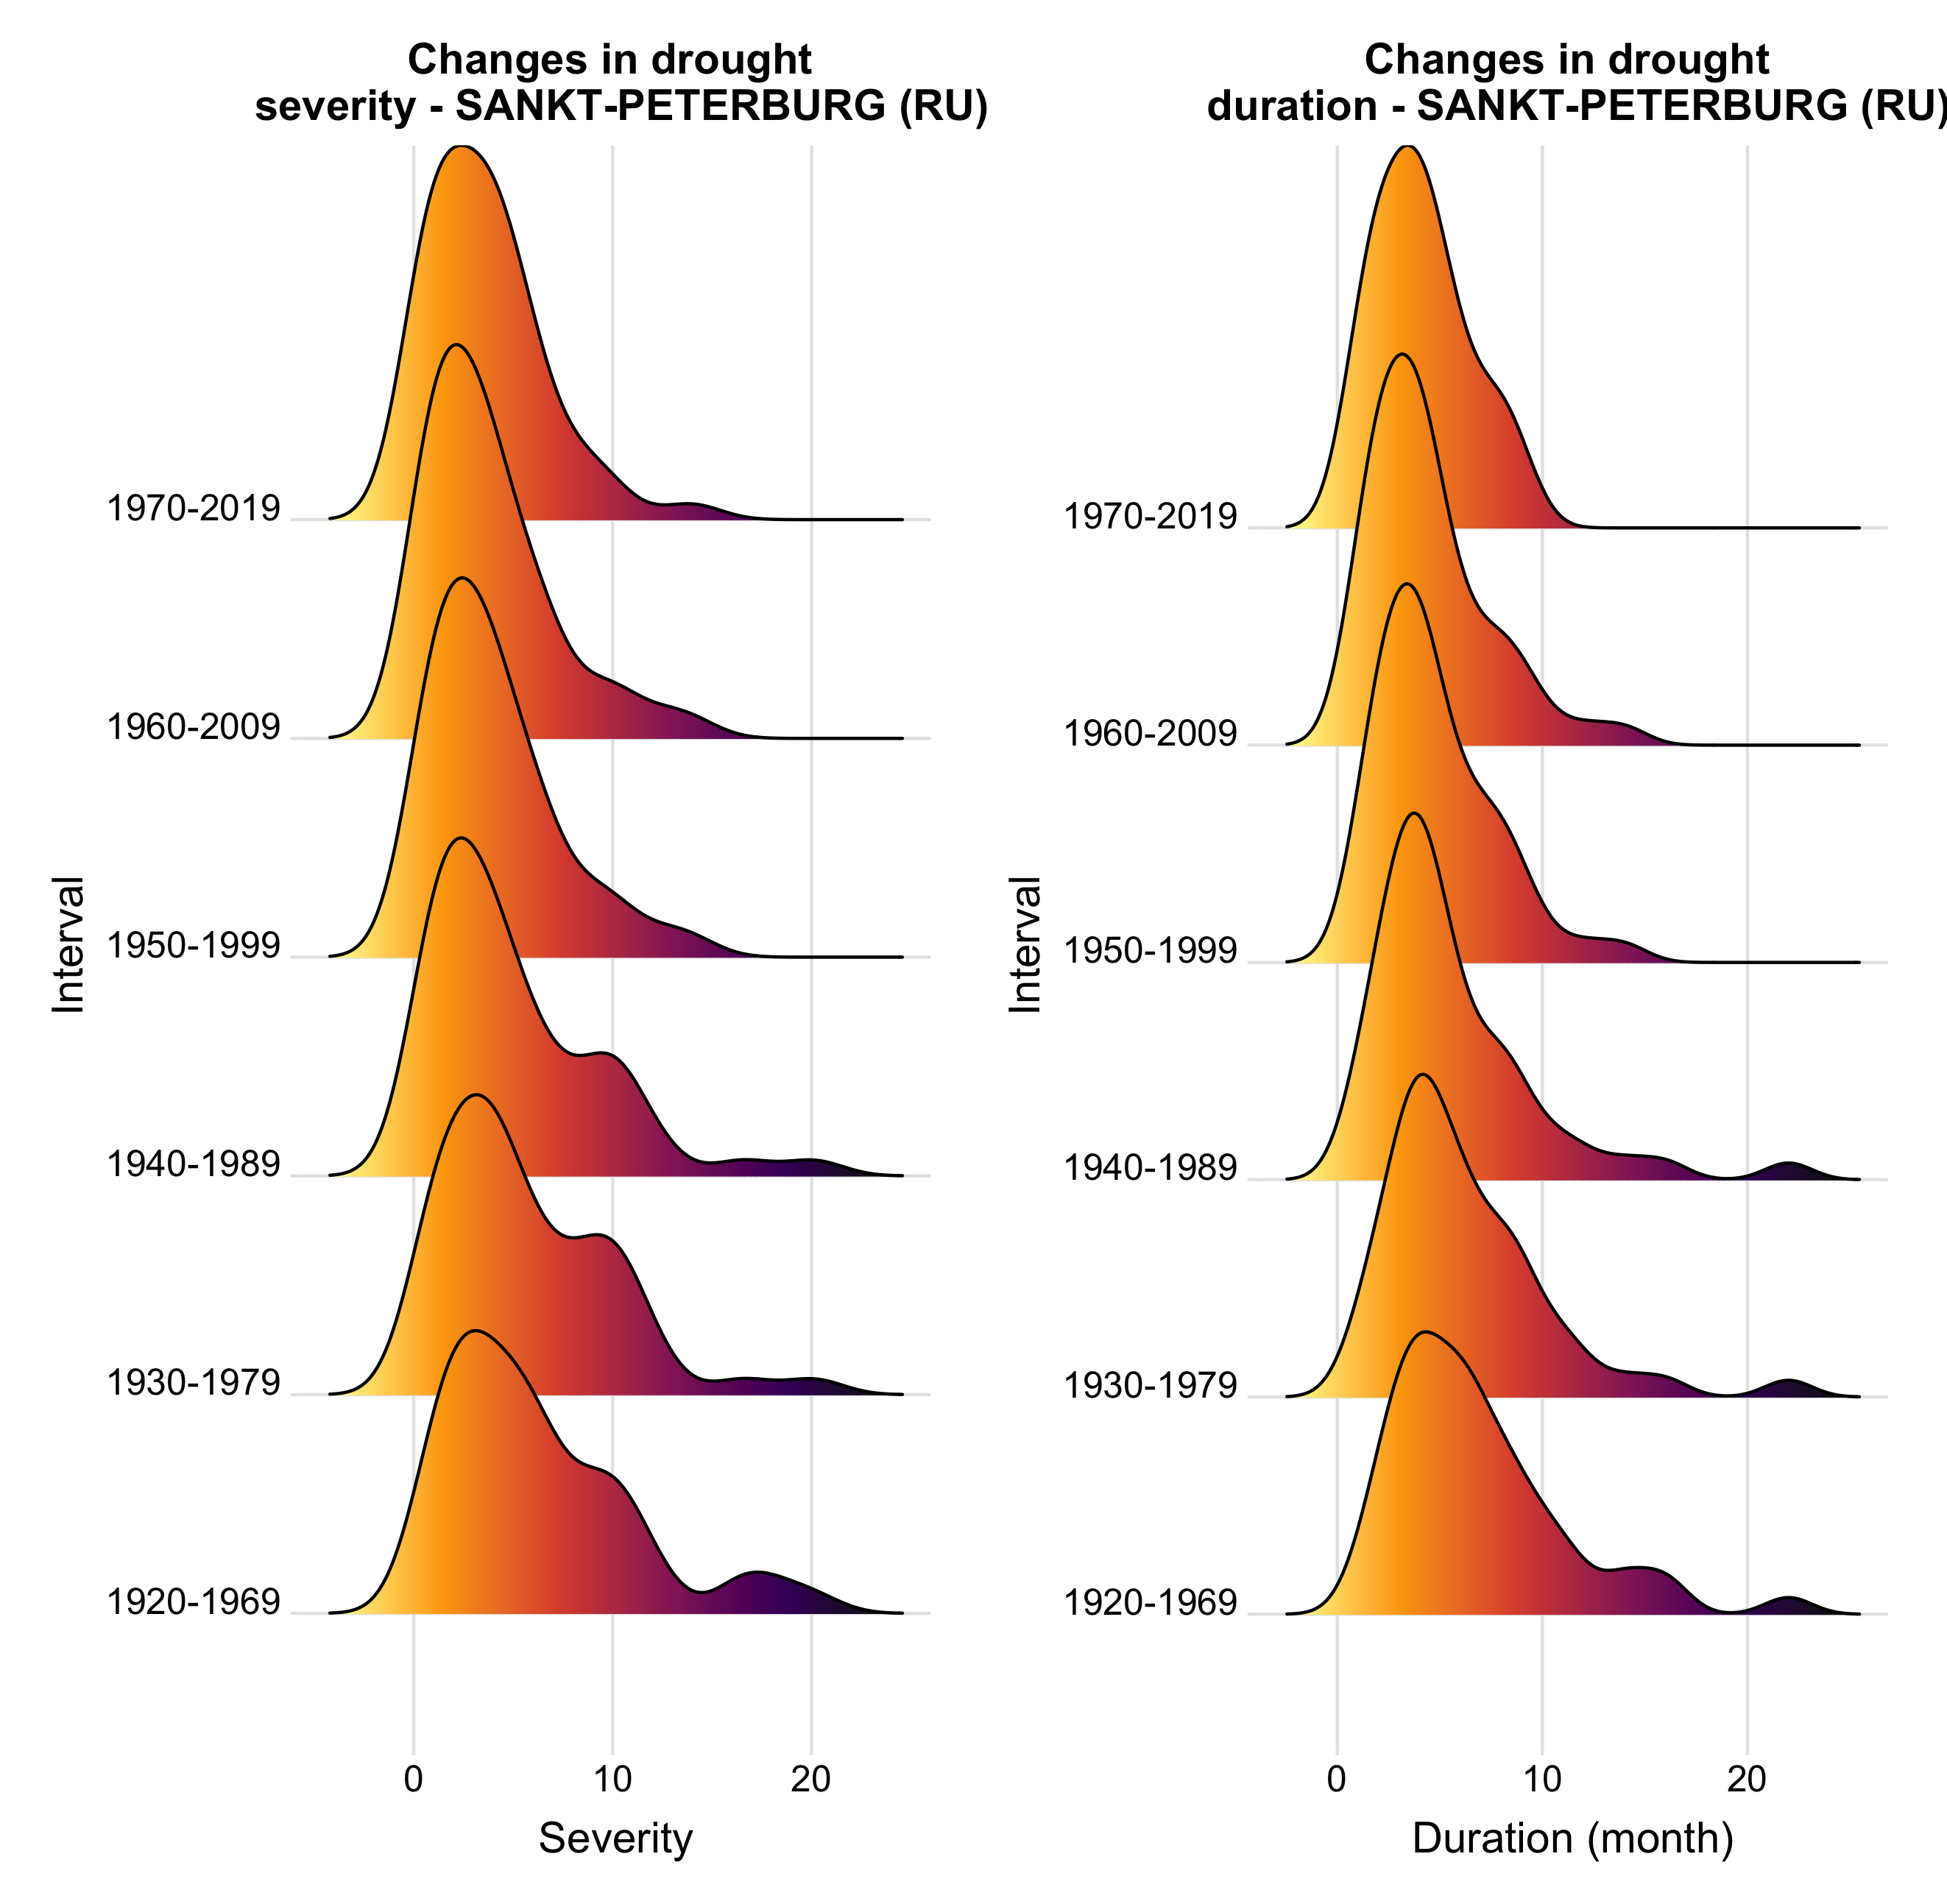 Changes in drought
severity - SANKT-PETERBURG (RU)
Interval
1970-2019
1960-2009
1950-1999
1940-1989
1930-1979
1920-1969
0 10 20
Severity
Changes in drought
duration - SANKT-PETERBURG (RU)
Interval
1970-2019
1960-2009
1950-1999
1940-1989
1930-1979
1920-1969
0 10 20
Duration (month)